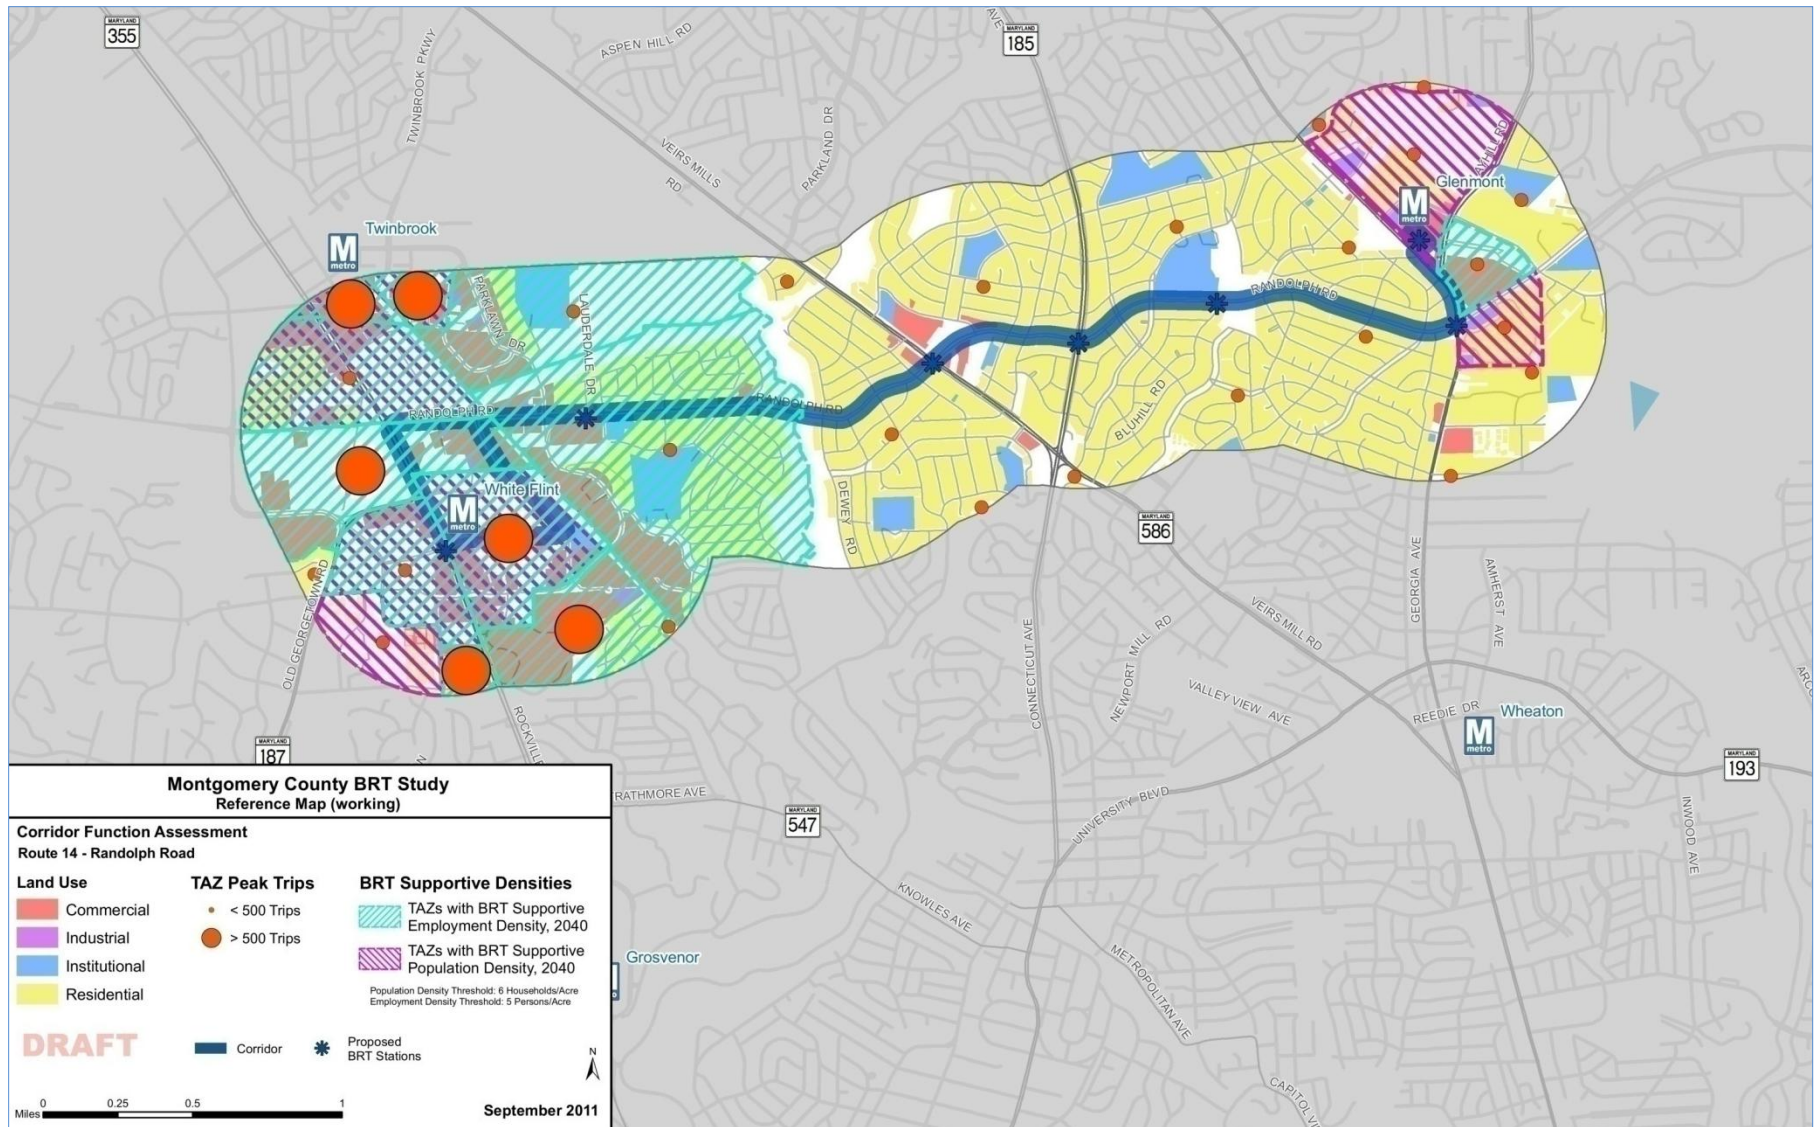 MARYLAND
355
TWINBROOK PKWY
ASPEN HILL RD
AVE
MARYLAND
185
VEIRS MILLS
RD
PARKLAND DR
AYHILL RD
Glenmont
M
metro
Twinbrook
M
metro
PARKLAWN DR
LAUDERDALE DR
RANDOLPH RD
RANDOLPH RD
RANDOLPH RD
BLUHILL RD
DEWEY RD
White Flint
M
metro
MARYLAND
586
OLD GEORGETOWN RD
CONNECTICUT AVE
NEWPORT MILL RD
VEIRS MILL RD
GEORGIA AVE
AMHERST AVE
VALLEY VIEW AVE
REEDIE DR
Wheaton
M
metro
MARYLAND
193
MARYLAND
187
ROCKVILLE
RATHMORE AVE
MARYLAND
547
UNIVERSITY BLVD
INWOOD AVE
KNOWLES AVE
METROPOLITAN AVE
Grosvenor
CAPITOL VI
ARC
Montgomery County BRT Study
Reference Map (working)
Corridor Function Assessment
Route 14 - Randolph Road
Land Use
Commercial
Industrial
Institutional
Residential
TAZ Peak Trips
< 500 Trips
> 500 Trips
BRT Supportive Densities
TAZs with BRT Supportive
Employment Density, 2040
TAZs with BRT Supportive
Population Density, 2040
Population Density Threshold: 6 Households/Acre
Employment Density Threshold: 5 Persons/Acre
DRAFT
Corridor
Proposed
BRT Stations
N
Miles
0 0.25 0.5 1
September 2011